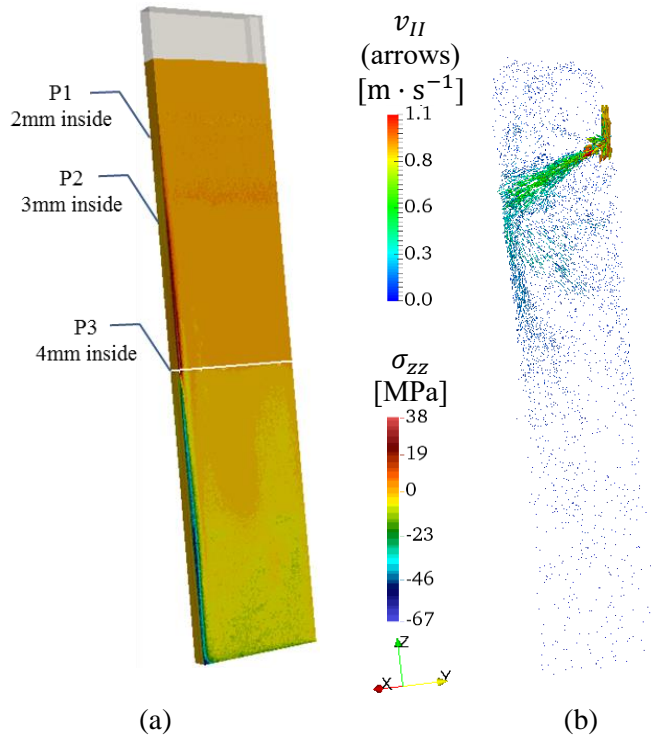 P1
2mm inside
P2
3mm inside
P3
4mm inside
v_II
(arrows)
[m · s⁻¹]
1.1
0.8
0.6
0.3
0.0
σ_zz
[MPa]
38
19
0
-23
-46
-67
Z
X
Y
(a)
(b)